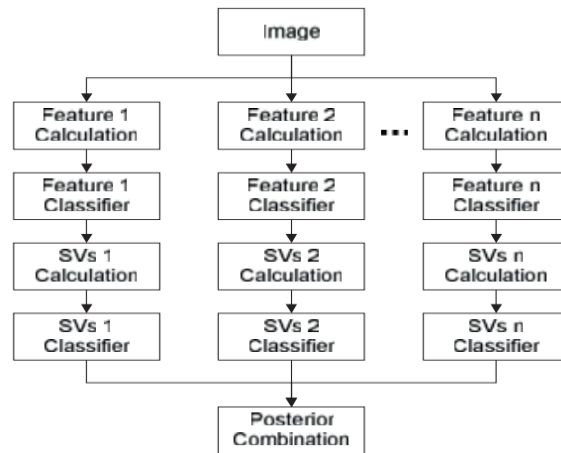 Image
Feature 1
Calculation
Feature 2
Calculation
...
Feature n
Calculation
Feature 1
Classifier
Feature 2
Classifier
Feature n
Classifier
SVs 1
Calculation
SVs 2
Calculation
SVs n
Calculation
SVs 1
Classifier
SVs 2
Classifier
SVs n
Classifier
Posterior
Combination